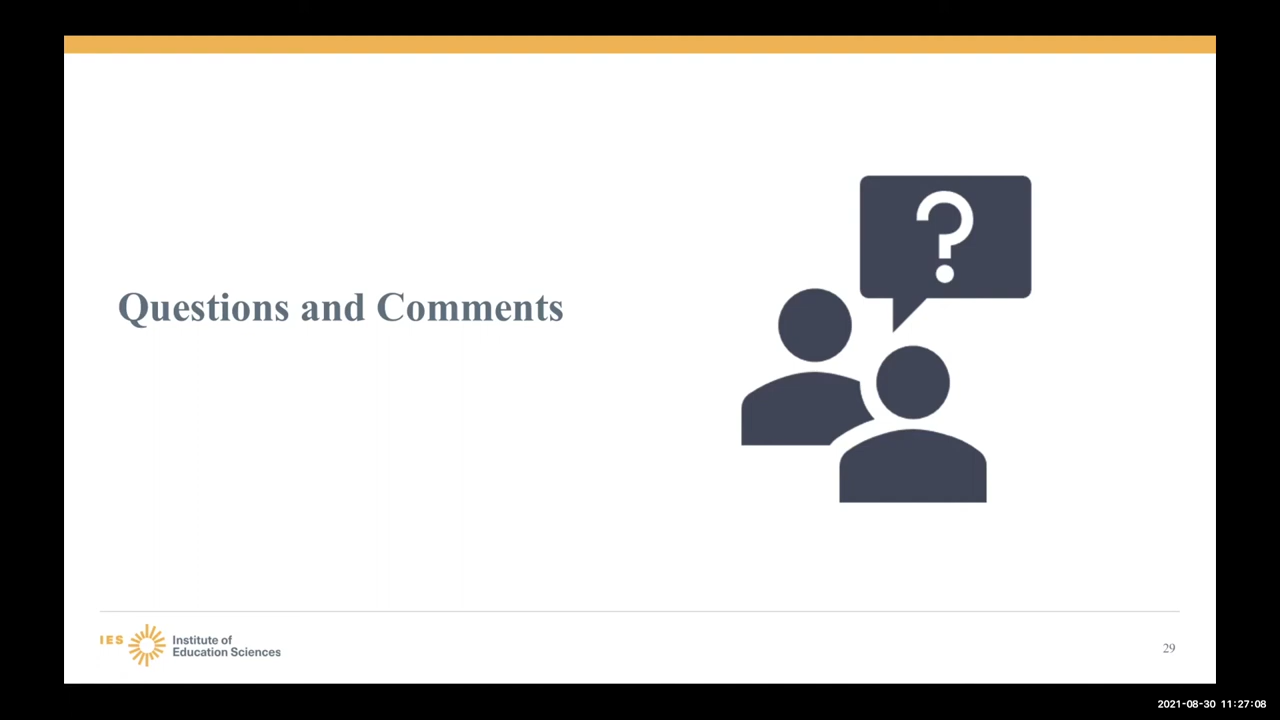 ?
Questions and Comments
IES
Institute of
Education Sciences
29
2021-08-30 11:27:08